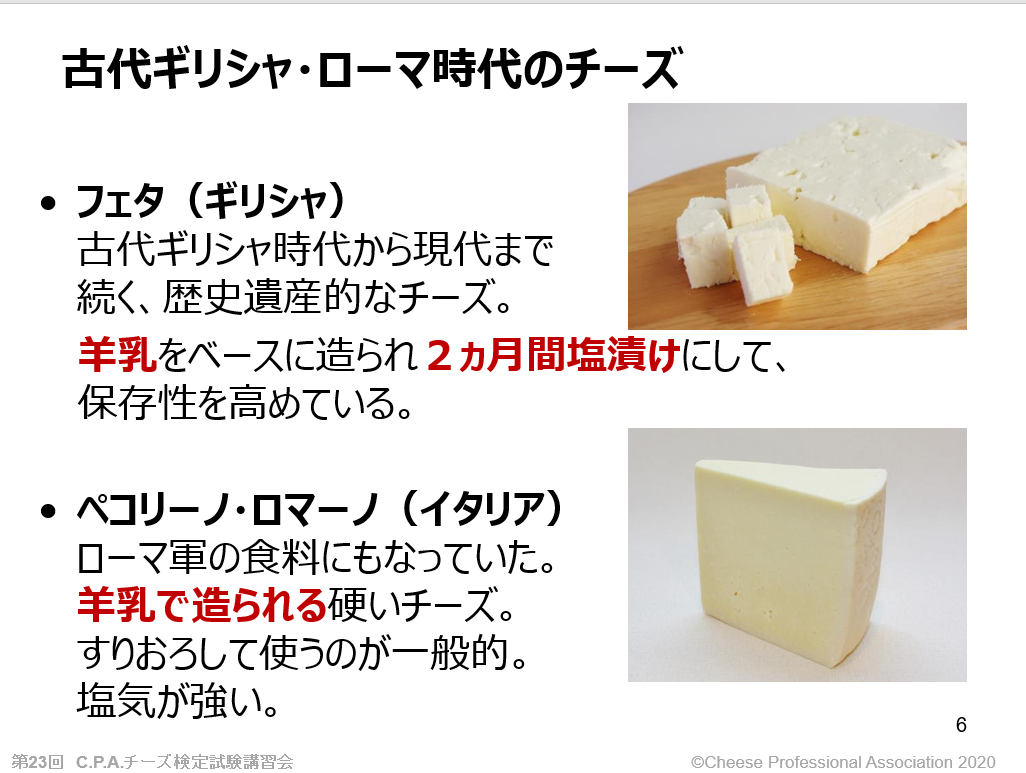 古代ギリシャ・ローマ時代のチーズ
• フェタ（ギリシャ）
古代ギリシャ時代から現代まで
続く、歴史遺産的なチーズ。
羊乳をベースに造られ２ヵ月間塩漬けにして、
保存性を高めている。
• ペコリーノ・ロマーノ（イタリア）
ローマ軍の食料にもなっていた。
羊乳で造られる硬いチーズ。
すりおろして使うのが一般的。
塩気が強い。
6
第23回 C.P.A.チーズ検定試験講習会
©Cheese Professional Association 2020